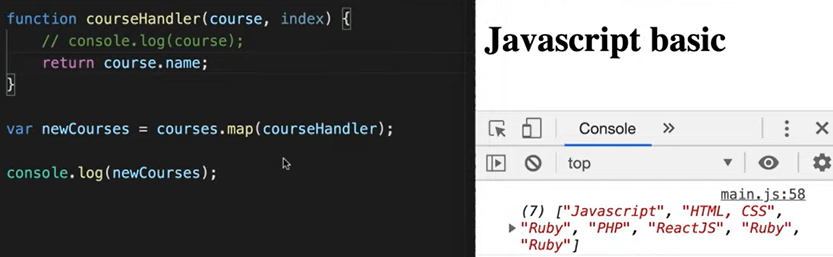 function courseHandler(course, index) {
    // console.log(course);
    return course.name;
}
var newCourses = courses.map(courseHandler);
console.log(newCourses);
Javascript basic
Console
top
main.js:58
(7) ["Javascript", "HTML, CSS",
"Ruby", "PHP", "ReactJS", "Ruby",
"Ruby"]